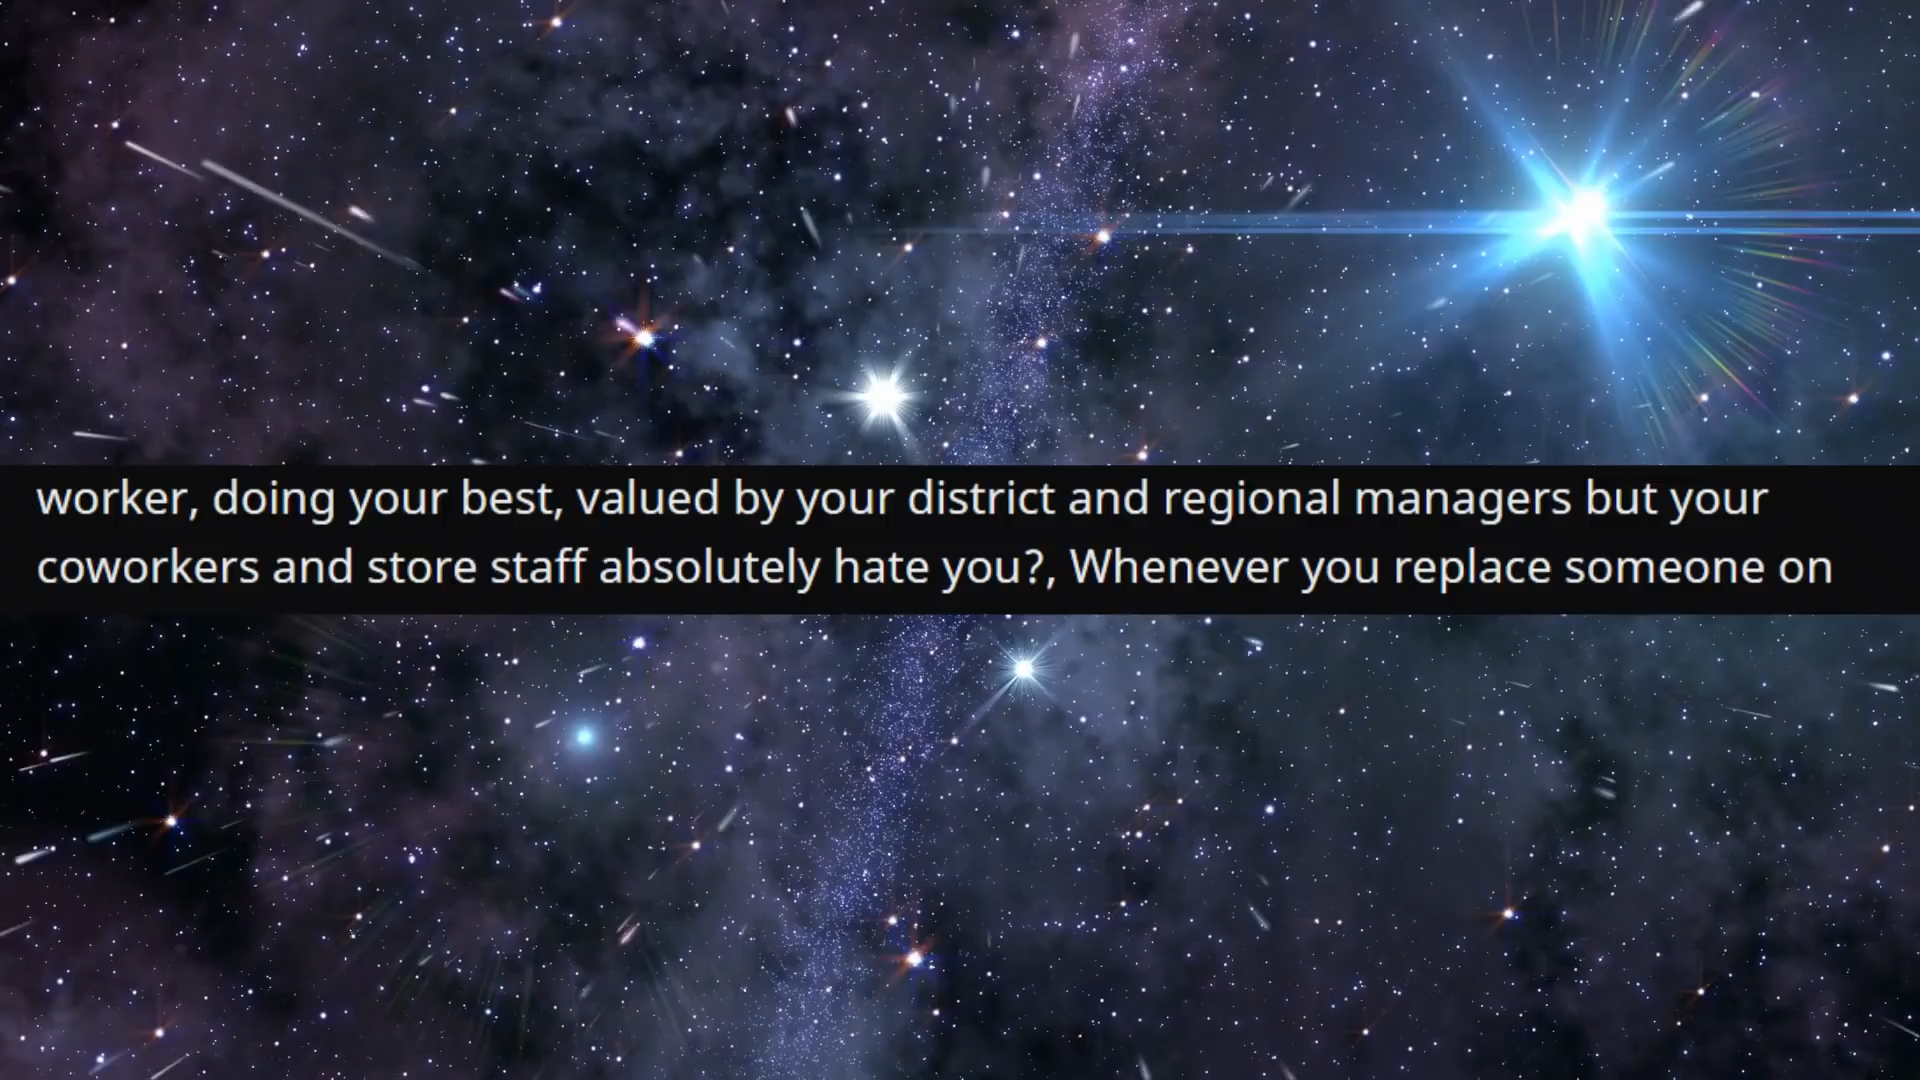 worker, doing your best, valued by your district and regional managers but your
coworkers and store staff absolutely hate you?, Whenever you replace someone on